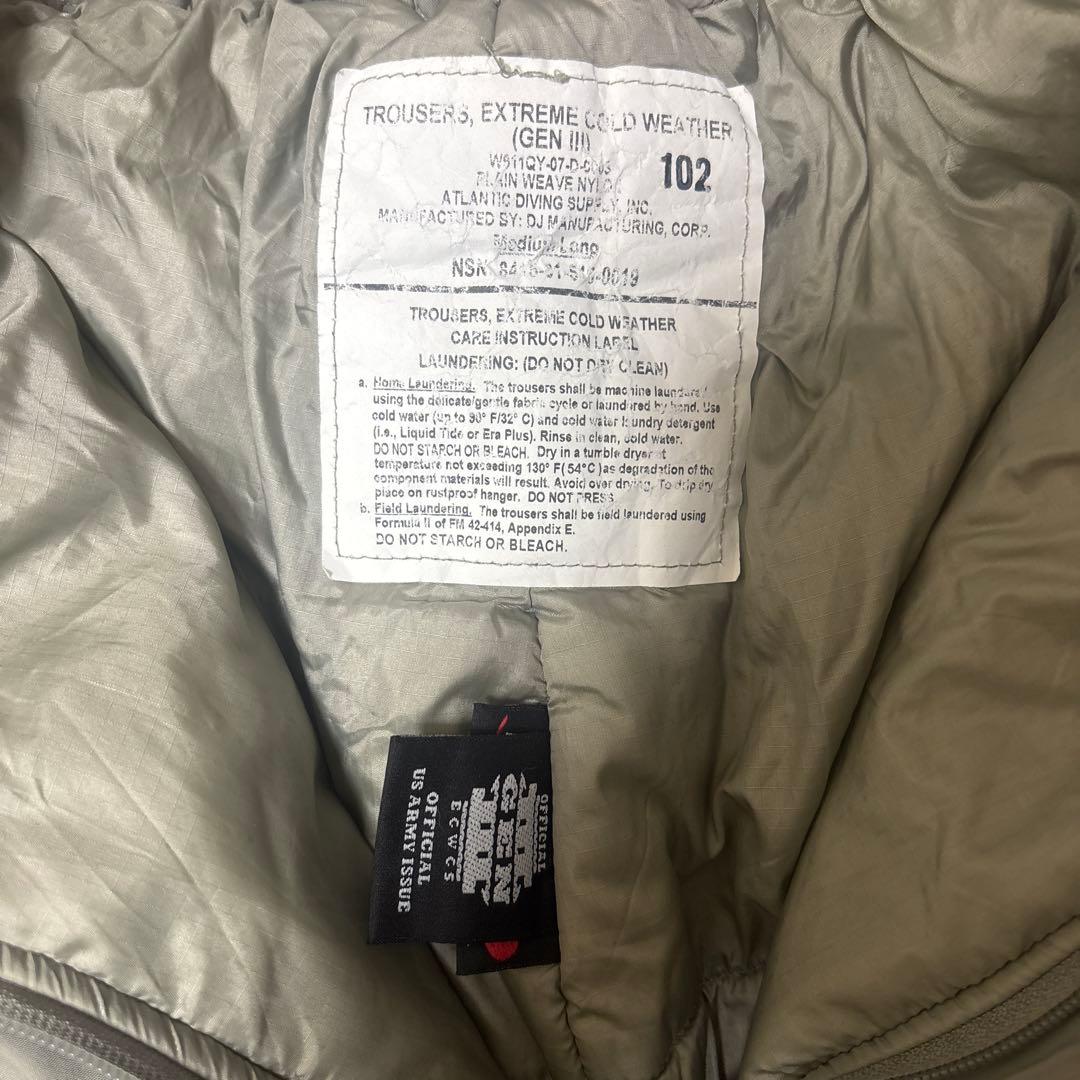 TROUSERS, EXTREME COLD WEATHER
(GEN III)
W911QY-07-D-0003
102
PLAIN WEAVE NYLON
ATLANTIC DIVING SUPPLY, INC.
MANUFACTURED BY: DJ MANUFACTURING, CORP.
Medium Long
NSN:
TROUSERS, EXTREME COLD WEATHER
CARE INSTRUCTION LABEL
LAUNDERING: (DO NOT DRY CLEAN)
a. Home Laundering. The trousers shall be machine laundered
using the delicate/gentle fabric cycle or laundered by hand. Use
cold water (up to 90° F/32° C) and cold water laundry detergent
(i.e., Liquid Tide or Era Plus). Rinse in clean, cold water.
DO NOT STARCH OR BLEACH. Dry in a tumble dryer at
temperature not exceeding 130° F(54°C)as degradation of the
component materials will result. Avoid over drying. To drip dry
place on rustproof hanger. DO NOT PRESS
b. Field Laundering. The trousers shall be field laundered using
Formula II of FM 42-414, Appendix E.
DO NOT STARCH OR BLEACH.
OFFICIAL
GEN
III
ECWCS
OFFICIAL
US ARMY ISSUE